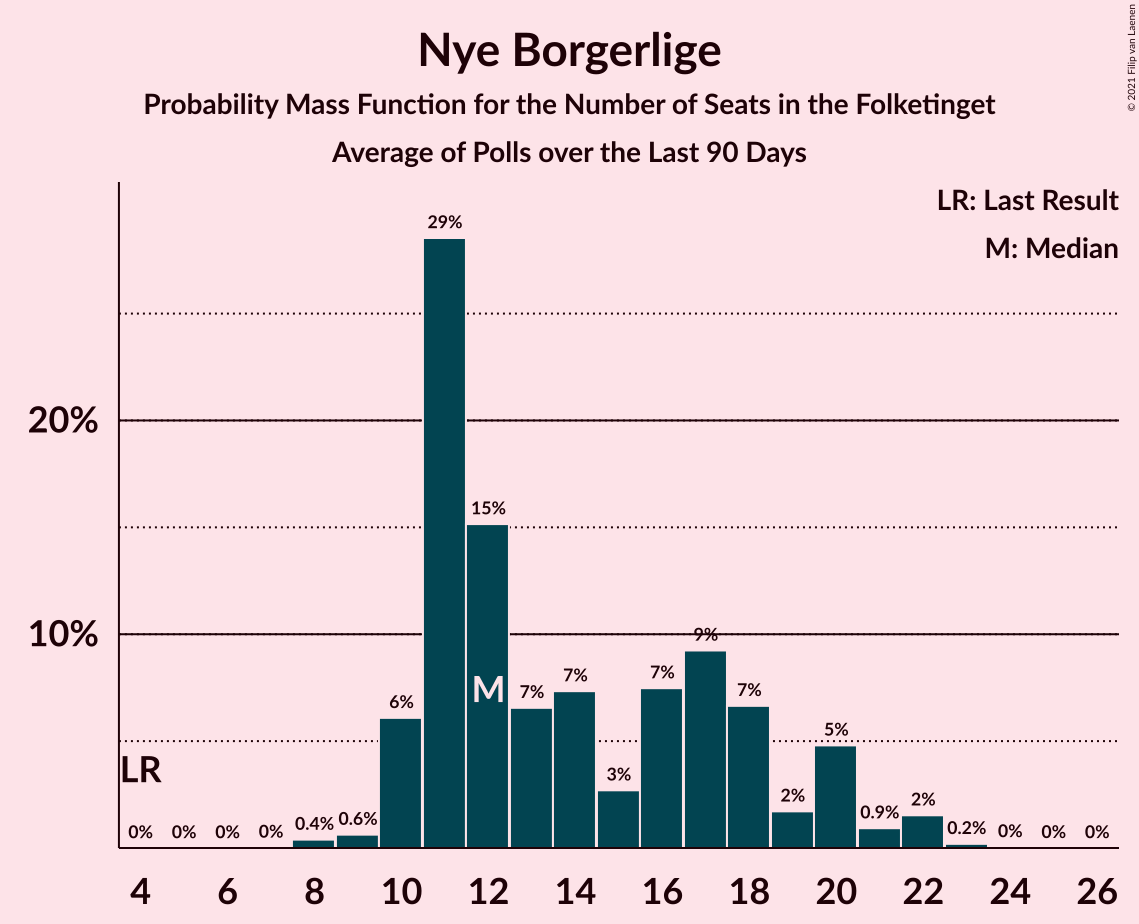 Nye Borgerlige
Probability Mass Function for the Number of Seats in the Folketinget
Average of Polls over the Last 90 Days
© 2021 Filip van Laenen
LR: Last Result
M: Median
29%
20%
15%
10%
9%
7%
7%
7%
7%
6%
M
5%
LR
3%
2%
2%
0.9%
0.6%
0.4%
0.2%
0%
0%
0%
0%
0%
0%
0%
4 6 8 10 12 14 16 18 20 22 24 26